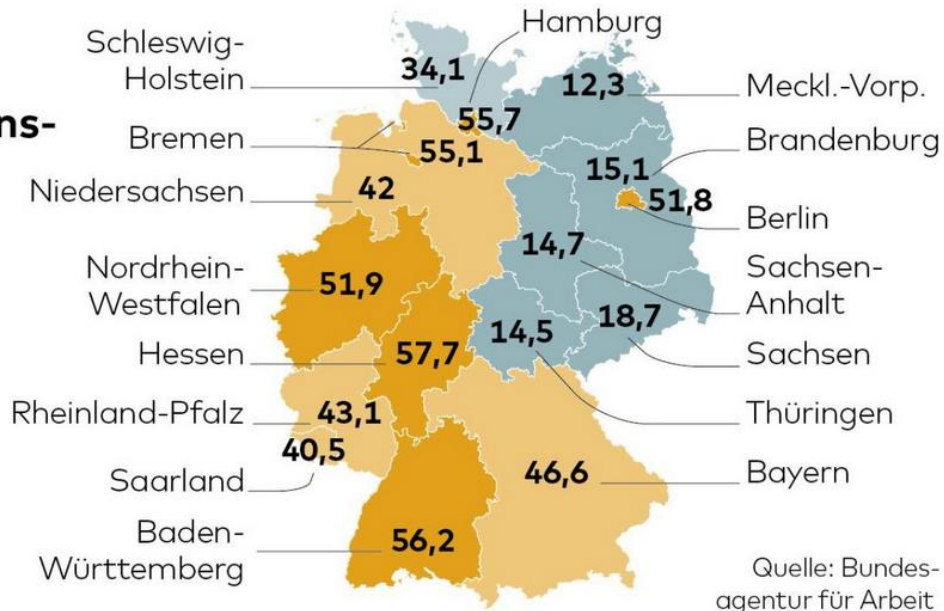 Hamburg
Schleswig-
Holstein
34,1
12,3
Meckl.-Vorp.
ns-
55,7
Bremen
55,1
Brandenburg
15,1
Niedersachsen
42
51,8
Berlin
14,7
Nordrhein-
Westfalen
51,9
Sachsen-
Anhalt
18,7
14,5
Hessen
57,7
Sachsen
Rheinland-Pfalz
43,1
Thüringen
40,5
Saarland
46,6
Bayern
Baden-
Württemberg
56,2
Quelle: Bundes-
agentur für Arbeit